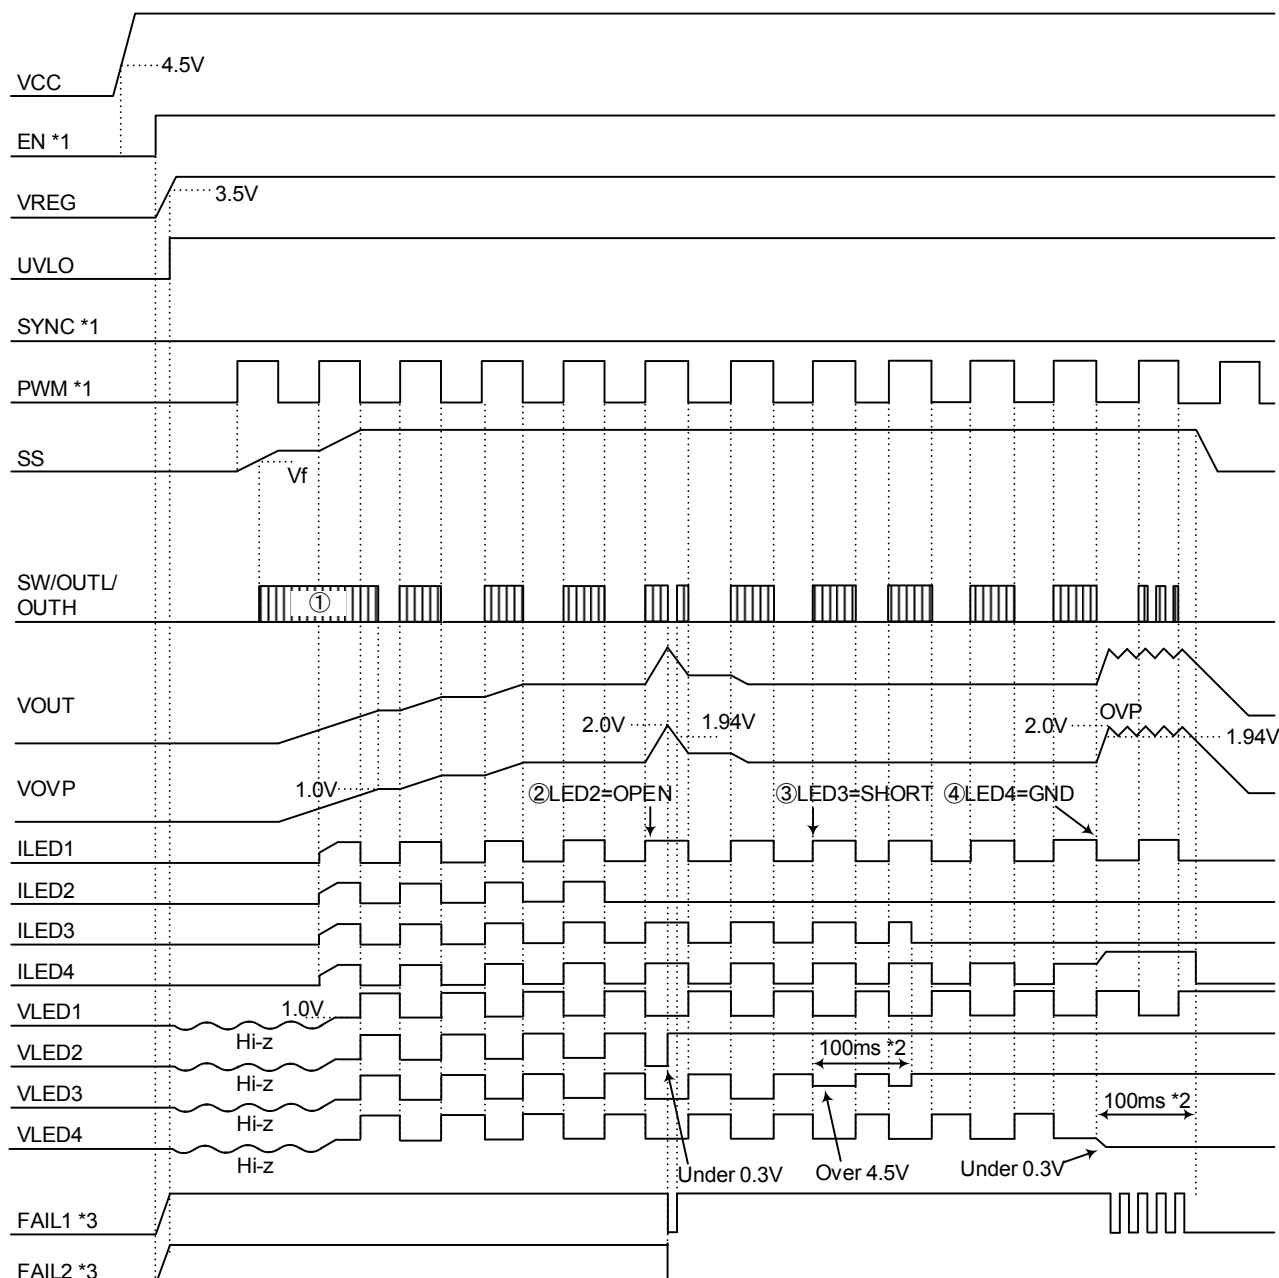 VCC
4.5V
EN *1
VREG
3.5V
UVLO
SYNC *1
PWM *1
SS
Vf
SW/OUTL/
OUTH
①
VOUT
2.0V
1.94V
2.0V
OVP
1.94V
VOVP
1.0V
②LED2=OPEN
③LED3=SHORT
④LED4=GND
ILED1
ILED2
ILED3
ILED4
VLED1
1.0V
Hi-z
VLED2
100ms *2
Hi-z
VLED3
100ms *2
Hi-z
VLED4
Hi-z
Under 0.3V
Over 4.5V
Under 0.3V
FAIL1 *3
FAIL2 *3